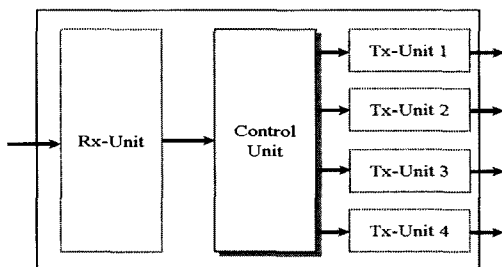 Rx-Unit
Control
Unit
Tx-Unit 1
Tx-Unit 2
Tx-Unit 3
Tx-Unit 4